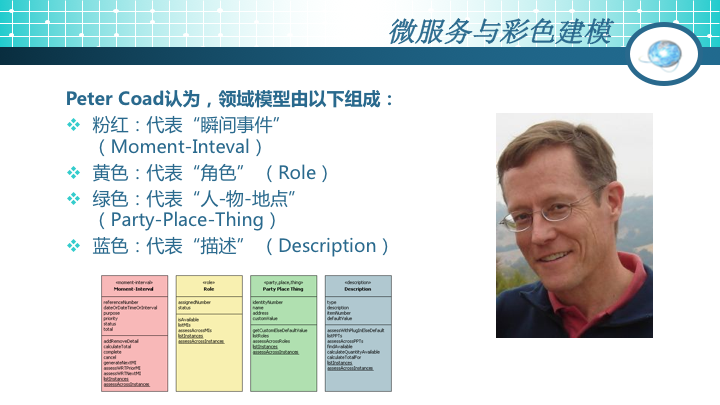 微服务与彩色建模
Peter Coad认为，领域模型由以下组成：
粉红：代表“瞬间事件”
（Moment-Inteval）
黄色：代表“角色”（Role）
绿色：代表“人-物-地点”
（Party-Place-Thing）
蓝色：代表“描述”（Description）
«moment-interval»
Moment-Interval
referenceNumber
dateOrDateTimeOrInterval
purpose
priority
status
total
addMoreDetail
calculateTotal
complete
cancel
generateNextMI
assessWRTPriorMI
assessWRTNextMI
listInstances
assessAcrossInstances
«role»
Role
assignedNumber
status
isAvailable
listMIs
assessAcrossMIs
listInstances
assessAcrossInstances
«party,place,thing»
Party Place Thing
identityNumber
name
address
customValue
getCustomElseDefaultValue
listRoles
assessAcrossRoles
listInstances
assessAcrossInstances
«description»
Description
type
description
itemNumber
defaultValue
assessWithPlugInElseDefault
listPPTs
assessAcrossPPTs
findAvailable
calculateQuantityAvailable
calculateTotalFor
listInstances
assessAcrossInstances